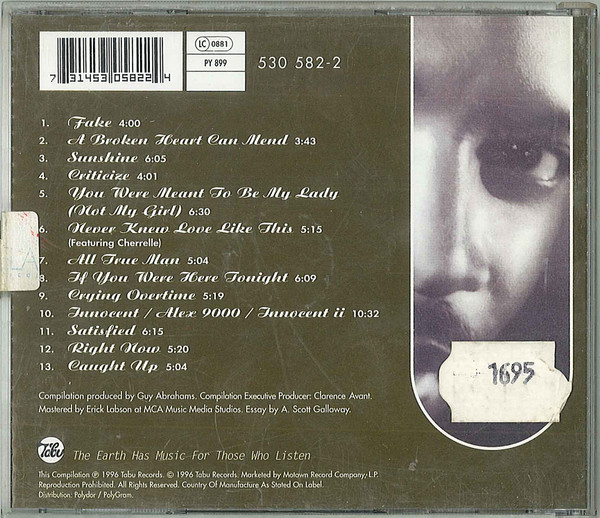 LC 0881
PY 899
530 582-2
7 31453 05822 4
1. Fake 4:00
2. A Broken Heart Can Mend 3:43
3. Sunshine 6:05
4. Criticize 4:01
5. You Were Meant To Be My Lady
(Not My Girl) 6:30
6. Never Knew Love Like This 5:15
(Featuring Cherrelle)
7. All True Man 5:04
8. If You Were Here Tonight 6:09
9. Crying Overtime 5:19
10. Innocent / Alex 9000 / Innocent ii 10:32
11. Satisfied 6:15
12. Right Now 5:20
13. Caught Up 5:04
1695
Compilation produced by Guy Abrahams. Compilation Executive Producer: Clarence Avant.
Mastered by Erick Labson at MCA Music Media Studios. Essay by A. Scott Galloway.
Tabu The Earth Has Music For Those Who Listen
This Compilation ℗ 1996 Tabu Records. © 1996 Tabu Records. Marketed by Motown Record Company, L.P.
Reproduction Prohibited. All Rights Reserved. Country Of Manufacture As Stated On Label.
Distribution: Polydor / PolyGram.